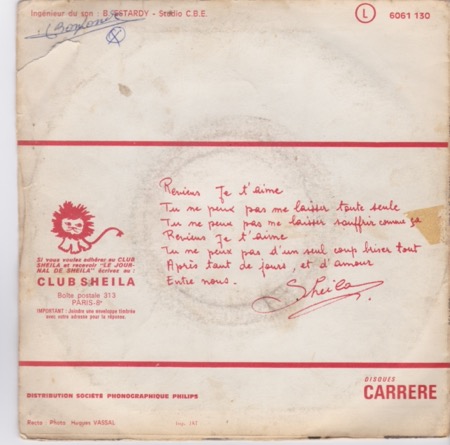 Ingénieur du son : B. ESTARDY - Studio C.B.E.
L 6061 130
Reviens Je t'aime
Tu ne peux pas me laisser toute seule
Tu ne peux pas me laisser souffrir comme ça
Reviens Je t'aime
Tu ne peux pas d'un seul coup briser tout
Après tant de jours, et d'amour
Entre nous.
Sheila
Si vous voulez adhérer au CLUB
SHEILA et recevoir "LE JOUR-
NAL DE SHEILA" écrivez au :
CLUB SHEILA
Boîte postale 313
PARIS-8e
IMPORTANT : Joindre une enveloppe timbrée
avec votre adresse pour la réponse.
DISTRIBUTION SOCIÉTÉ PHONOGRAPHIQUE PHILIPS
DISQUES
CARRERE
Recto : Photo Hugues VASSAL